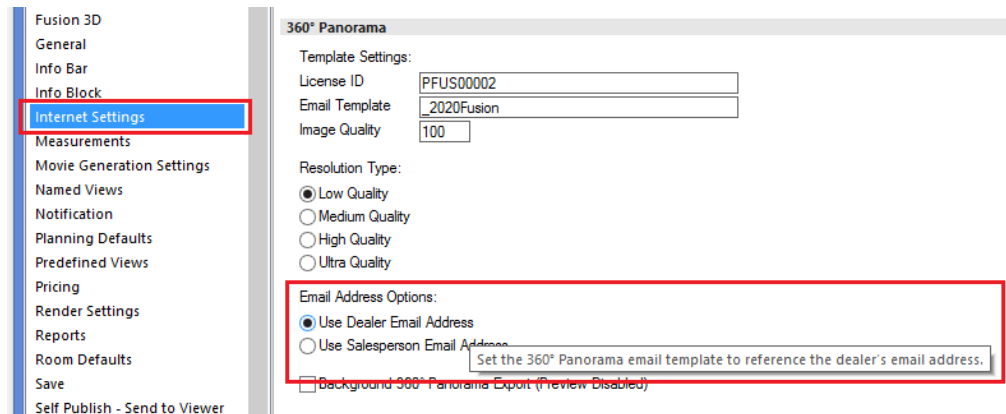 Fusion 3D
General
Info Bar
Info Block
Internet Settings
Measurements
Movie Generation Settings
Named Views
Notification
Planning Defaults
Predefined Views
Pricing
Render Settings
Reports
Room Defaults
Save
Self Publish - Send to Viewer
360° Panorama
Template Settings:
License ID PFUS00002
Email Template _2020Fusion
Image Quality 100
Resolution Type:
Low Quality
Medium Quality
High Quality
Ultra Quality
Email Address Options:
Use Dealer Email Address
Use Salesperson Email Address
Set the 360° Panorama email template to reference the dealer's email address.
Background 360° Panorama Export (Preview Disabled)